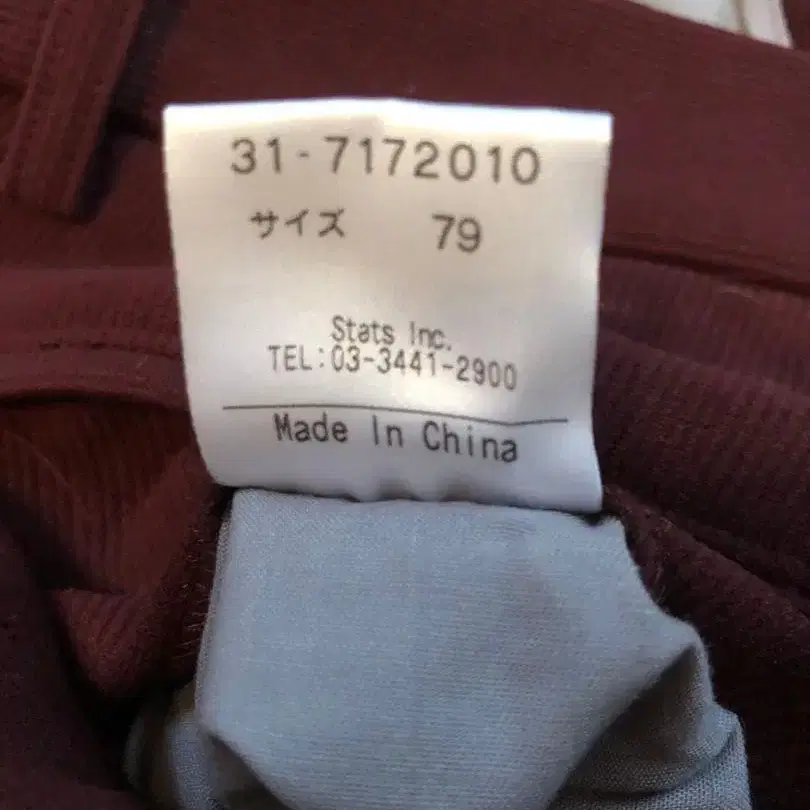 31-7172010
サイズ 79
Stats Inc.
TEL:03-3441-2900
Made In China